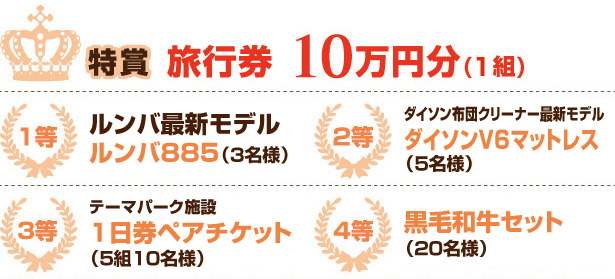 特賞 旅行券 10万円分(1組)
1等
ルンバ最新モデル
ルンバ885(3名様)
2等
ダイソン布団クリーナー最新モデル
ダイソンV6マットレス
(5名様)
3等
テーマパーク施設
1日券ペアチケット
(5組10名様)
4等
黒毛和牛セット
(20名様)